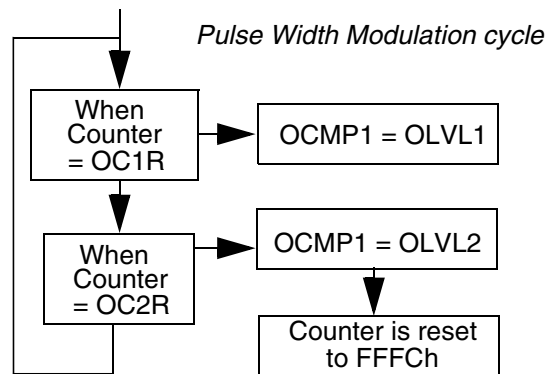 Pulse Width Modulation cycle
When
Counter
= OC1R
OCMP1 = OLVL1
When
Counter
= OC2R
OCMP1 = OLVL2
Counter is reset
to FFFCh